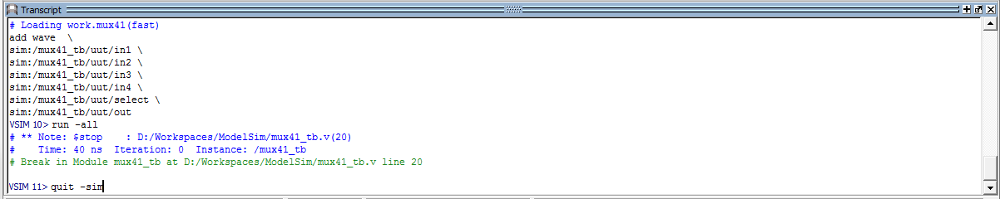 Transcript
# Loading work.mux41(fast)
add wave  \
sim:/mux41_tb/uut/in1 \
sim:/mux41_tb/uut/in2 \
sim:/mux41_tb/uut/in3 \
sim:/mux41_tb/uut/in4 \
sim:/mux41_tb/uut/select \
sim:/mux41_tb/uut/out
VSIM 10> run -all
# ** Note: $stop    : D:/Workspaces/ModelSim/mux41_tb.v(20)
#    Time: 40 ns  Iteration: 0  Instance: /mux41_tb
# Break in Module mux41_tb at D:/Workspaces/ModelSim/mux41_tb.v line 20
VSIM 11> quit -sim